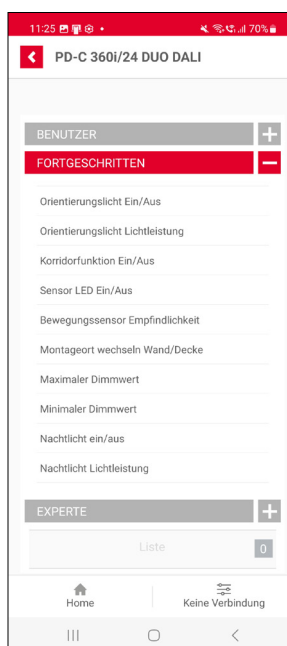 11:25 70%
PD-C 360i/24 DUO DALI
BENUTZER
FORTGESCHRITTEN
Orientierungslicht Ein/Aus
Orientierungslicht Lichtleistung
Korridorfunktion Ein/Aus
Sensor LED Ein/Aus
Bewegungssensor Empfindlichkeit
Montageort wechseln Wand/Decke
Maximaler Dimmwert
Minimaler Dimmwert
Nachtlicht ein/aus
Nachtlicht Lichtleistung
EXPERTE
Liste 0
Home Keine Verbindung